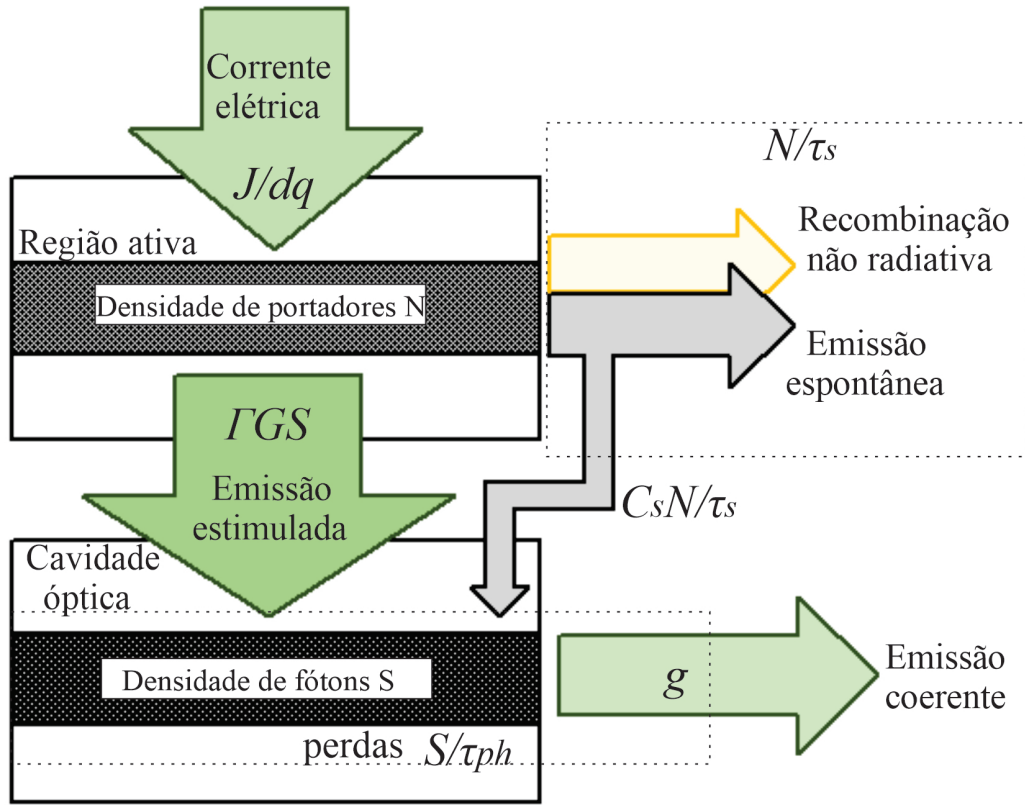 Corrente
elétrica
J/dq
N/τs
Região ativa
Recombinação
não radiativa
Densidade de portadores N
Emissão
espontânea
ΓGS
Emissão
estimulada
CsN/τs
Cavidade
óptica
Densidade de fótons S
g
Emissão
coerente
perdas S/τph